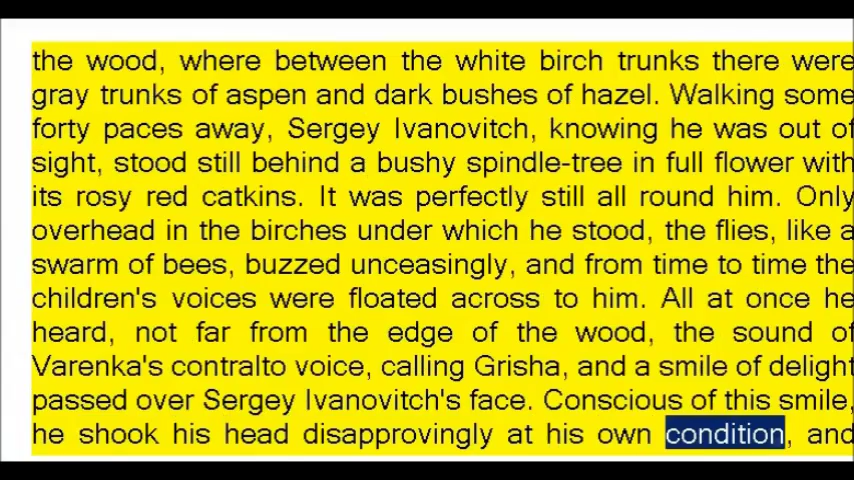 the wood, where between the white birch trunks there were
gray trunks of aspen and dark bushes of hazel. Walking some
forty paces away, Sergey Ivanovitch, knowing he was out of
sight, stood still behind a bushy spindle-tree in full flower with
its rosy red catkins. It was perfectly still all round him. Only
overhead in the birches under which he stood, the flies, like a
swarm of bees, buzzed unceasingly, and from time to time the
children's voices were floated across to him. All at once he
heard, not far from the edge of the wood, the sound of
Varenka's contralto voice, calling Grisha, and a smile of delight
passed over Sergey Ivanovitch's face. Conscious of this smile,
he shook his head disapprovingly at his own condition, and